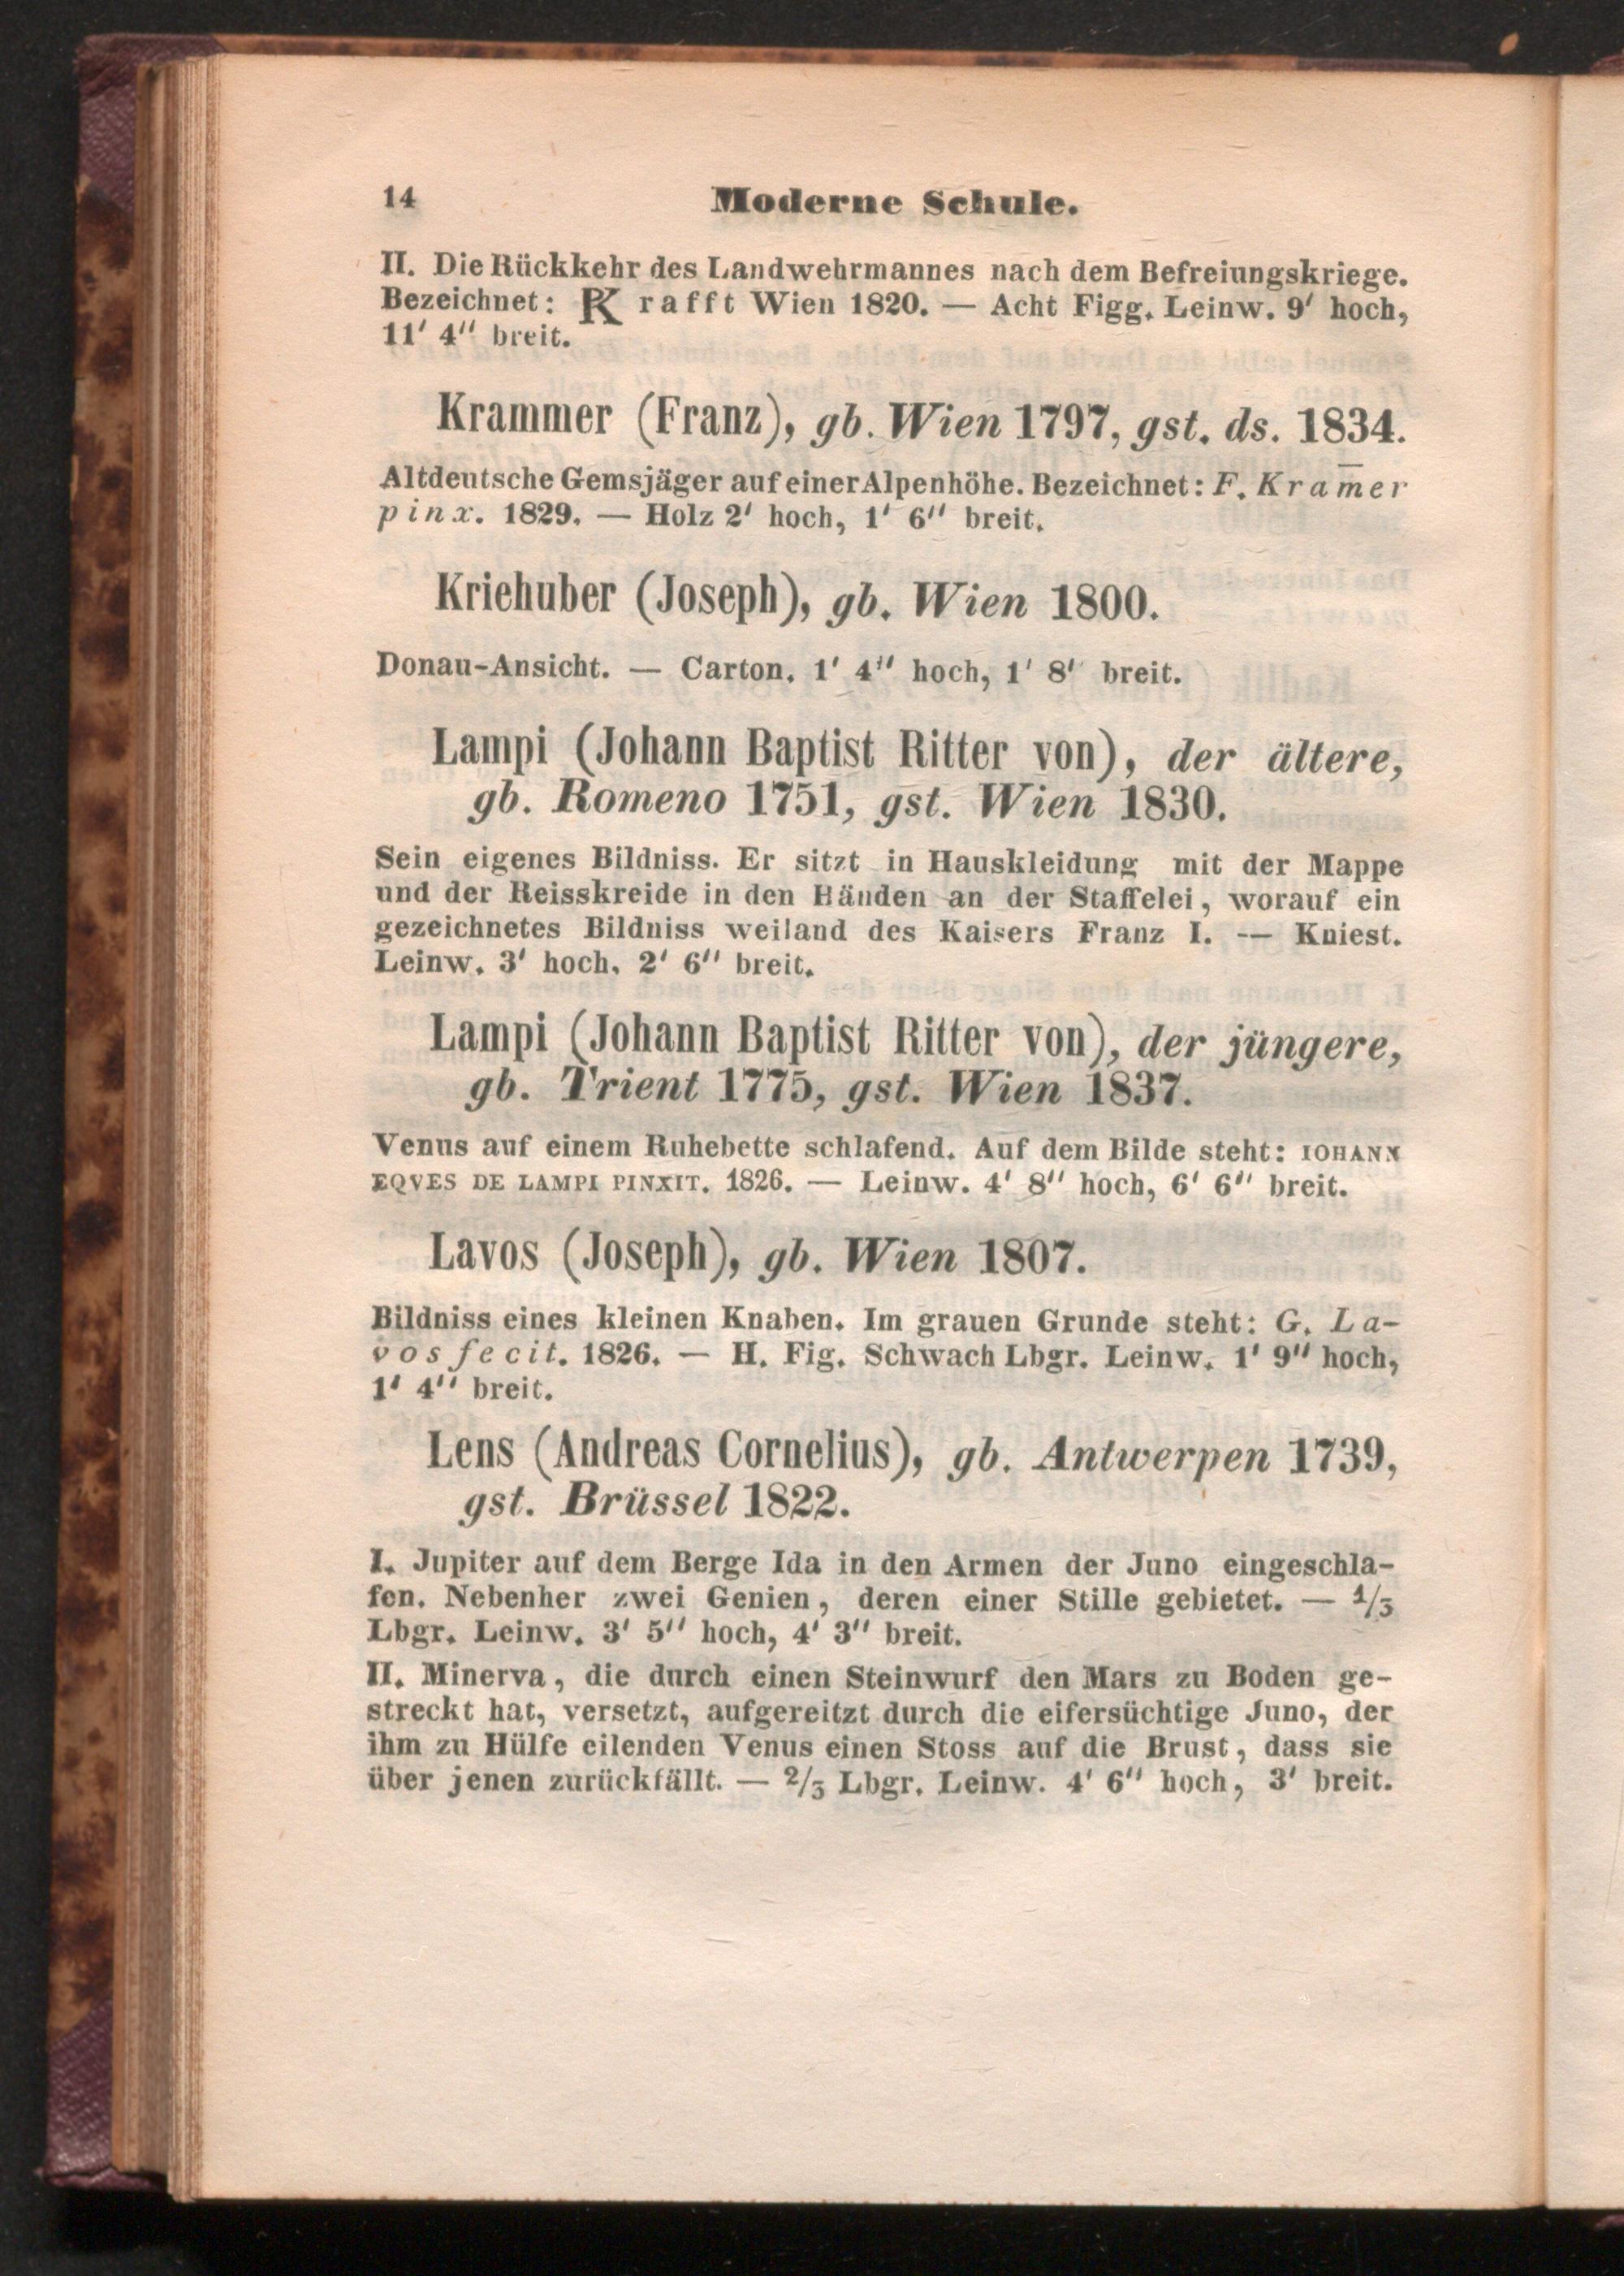 14 Moderne Schule.
II. Die Rückkehr des Landwehrmannes nach dem Befreiungskriege.
Bezeichnet: PK rafft Wien 1820. — Acht Figg. Leinw. 9' hoch,
11' 4'' breit.
Krammer (Franz), gb. Wien 1797, gst. ds. 1834.
Altdeutsche Gemsjäger auf einer Alpenhöhe. Bezeichnet: F. Kram̅er
pinx. 1829. — Holz 2' hoch, 1' 6'' breit.
Kriehuber (Joseph), gb. Wien 1800.
Donau-Ansicht. — Carton. 1' 4'' hoch, 1' 8' breit.
Lampi (Johann Baptist Ritter von), der ältere,
gb. Romeno 1751, gst. Wien 1830.
Sein eigenes Bildniss. Er sitzt in Hauskleidung mit der Mappe
und der Reisskreide in den Händen an der Staffelei, worauf ein
gezeichnetes Bildniss weiland des Kaisers Franz I. — Kniest.
Leinw. 3' hoch, 2' 6'' breit.
Lampi (Johann Baptist Ritter von), der jüngere,
gb. Trient 1775, gst. Wien 1837.
Venus auf einem Ruhebette schlafend. Auf dem Bilde steht: IOHANN
EQVES DE LAMPI PINXIT. 1826. — Leinw. 4' 8'' hoch, 6' 6'' breit.
Lavos (Joseph), gb. Wien 1807.
Bildniss eines kleinen Knaben. Im grauen Grunde steht: G. La-
vos fecit. 1826. — H. Fig. Schwach Lbgr. Leinw. 1' 9'' hoch,
1' 4'' breit.
Lens (Andreas Cornelius), gb. Antwerpen 1739,
gst. Brüssel 1822.
I. Jupiter auf dem Berge Ida in den Armen der Juno eingeschla-
fen. Nebenher zwei Genien, deren einer Stille gebietet. — 1/3
Lbgr. Leinw. 3' 5'' hoch, 4' 3'' breit.
II. Minerva, die durch einen Steinwurf den Mars zu Boden ge-
streckt hat, versetzt, aufgereitzt durch die eifersüchtige Juno, der
ihm zu Hülfe eilenden Venus einen Stoss auf die Brust, dass sie
über jenen zurückfällt. — 2/3 Lbgr. Leinw. 4' 6'' hoch, 3' breit.